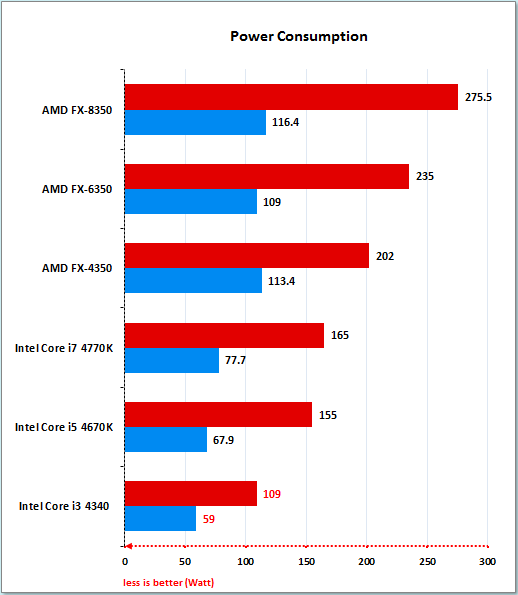 Power Consumption
AMD FX-8350
275.5
116.4
AMD FX-6350
235
109
AMD FX-4350
202
113.4
Intel Core i7 4770K
165
77.7
Intel Core i5 4670K
155
67.9
Intel Core i3 4340
109
59
0 50 100 150 200 250 300
less is better (Watt)